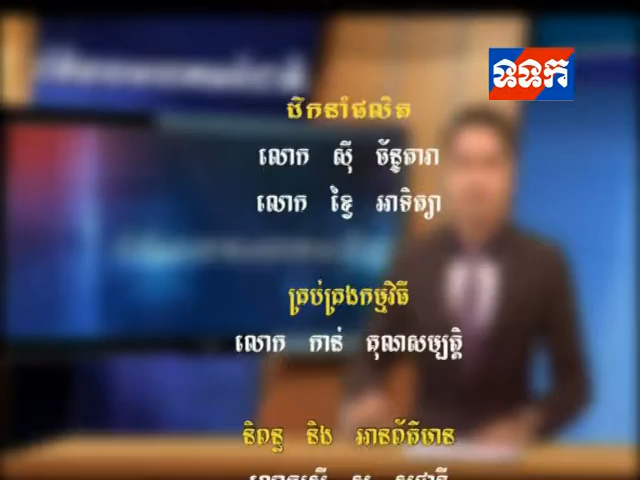 ទទក
ដឹកនាំផលិត
លោក ស៊ី ច័ន្ទតារា
លោក ខ្វៃ អាទិត្យា
គ្រប់គ្រងកម្មវិធី
លោក កាន់ គុណសម្បត្តិ
និពន្ធ និង អានព័ត៌មាន